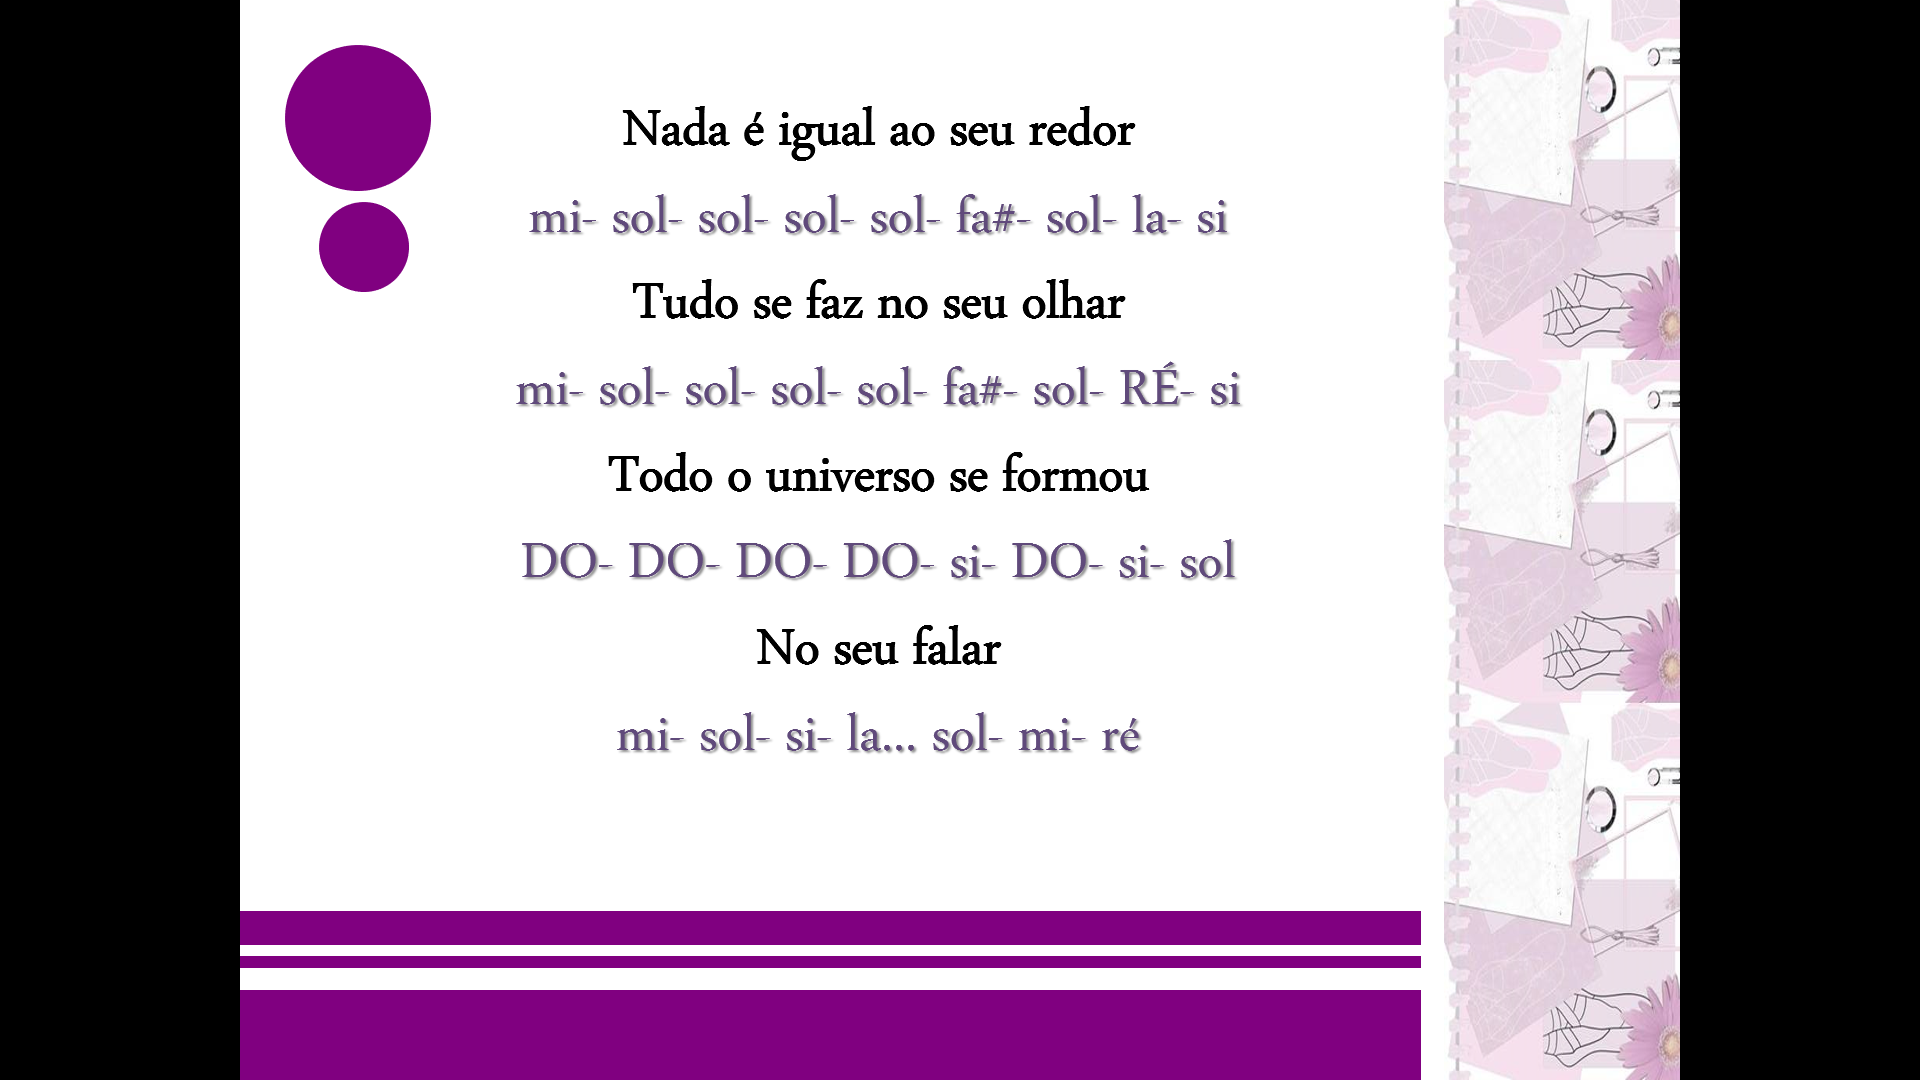 Nada é igual ao seu redor
mi- sol- sol- sol- sol- fa#- sol- la- si
Tudo se faz no seu olhar
mi- sol- sol- sol- sol- fa#- sol- RÉ- si
Todo o universo se formou
DO- DO- DO- DO- si- DO- si- sol
No seu falar
mi- sol- si- la... sol- mi- ré